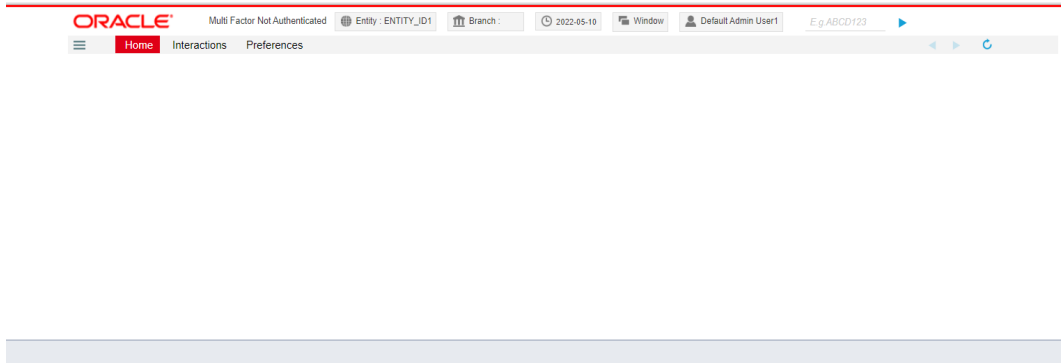 ORACLE® Multi Factor Not Authenticated Entity : ENTITY_ID1 Branch : 2022-05-10 Window Default Admin User1 E.g.ABCD123
Home Interactions Preferences